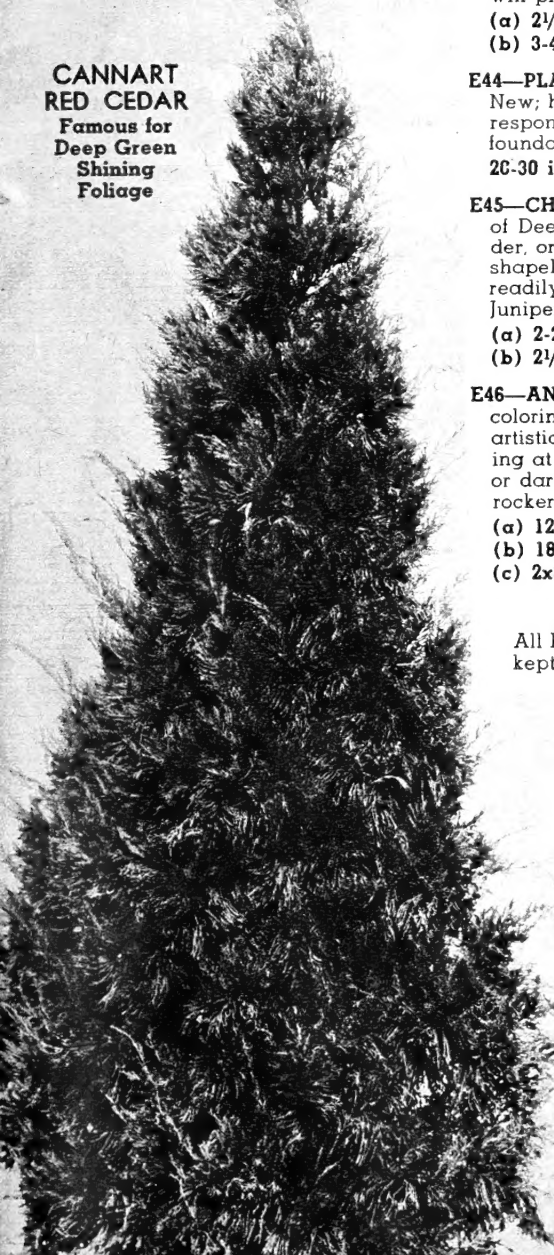 CANNART
RED CEDAR
Famous for
Deep Green
Shining
Foliage
(a) 2½
(b) 3-4
E44—PLA
New; h
respon
founda
20-30 i
E45—CH
of Dee
der, or
shapel
readily
Junipe
(a) 2-2
(b) 2½
E46—AN
colorin
artistic
ing at
or dar
rocker
(a) 12
(b) 18
(c) 2x
All
kept